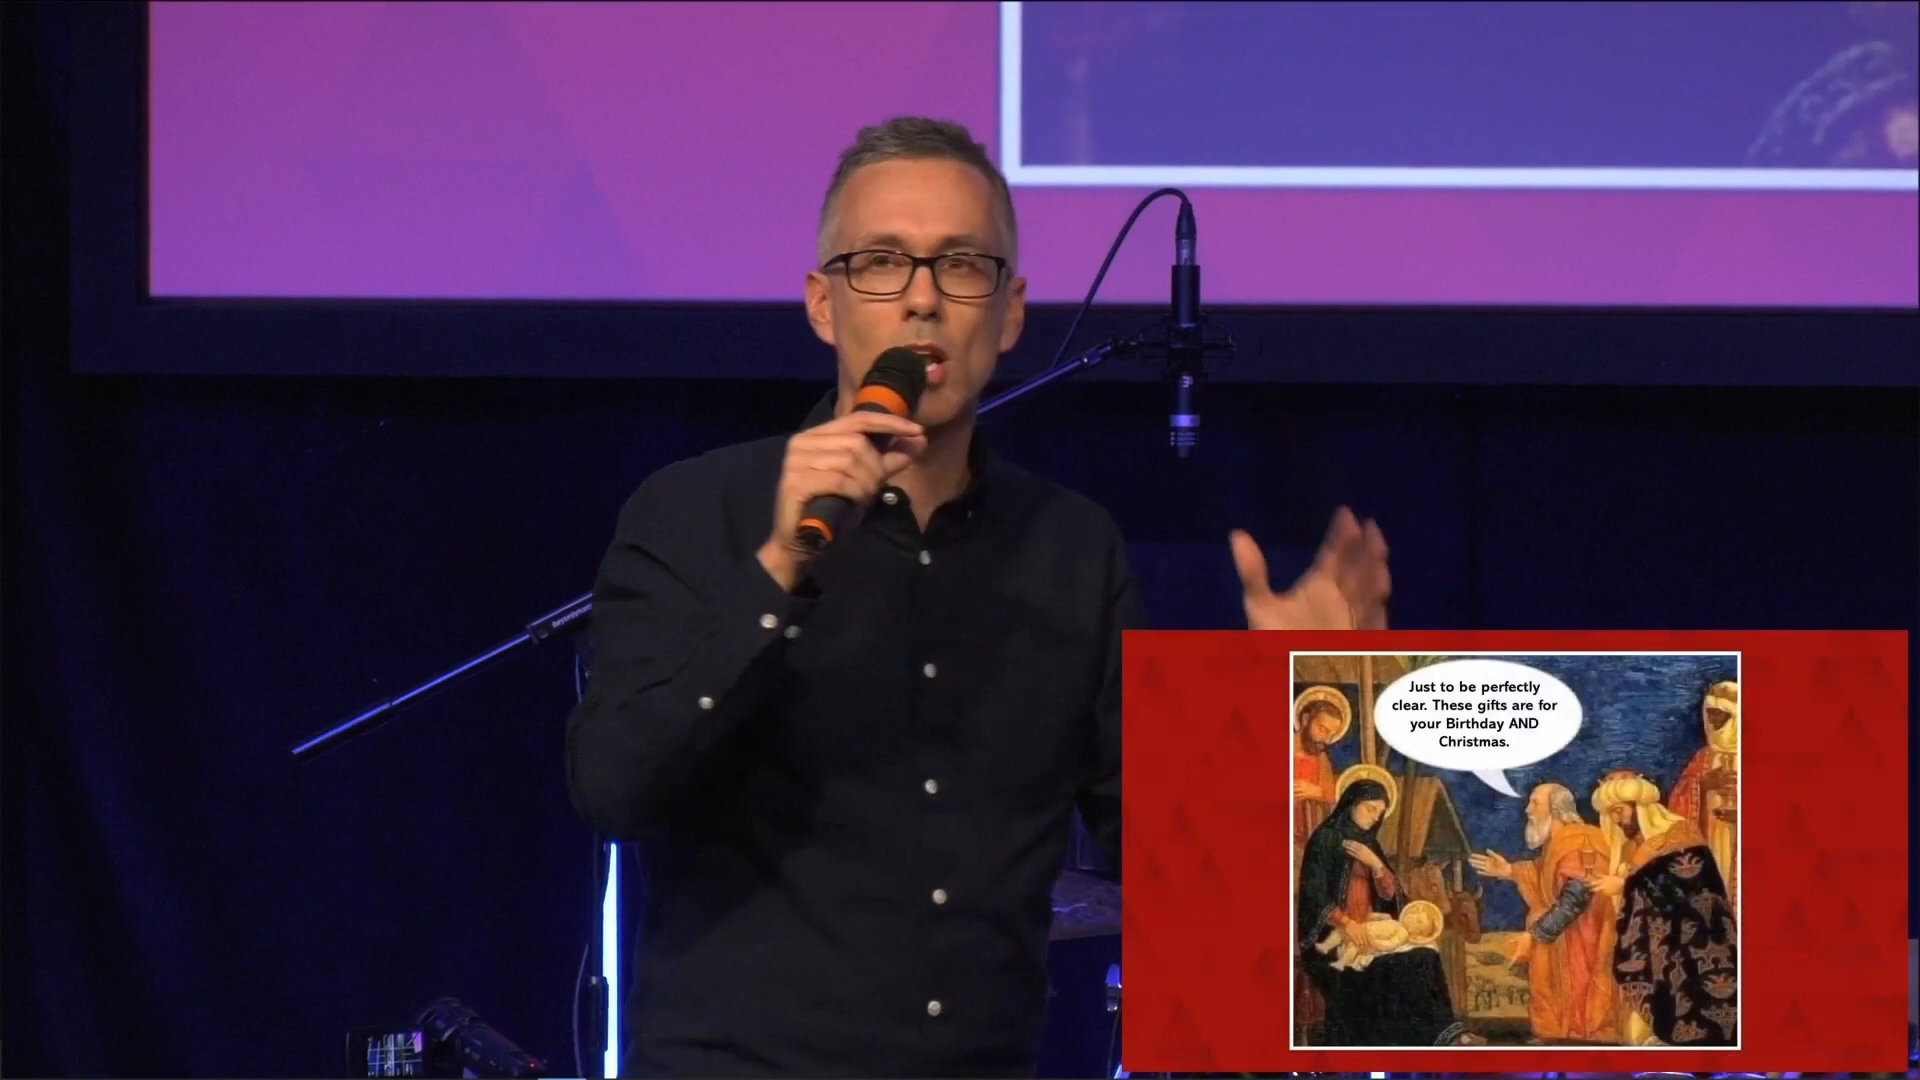 Just to be perfectly
clear. These gifts are for
your Birthday AND
Christmas.